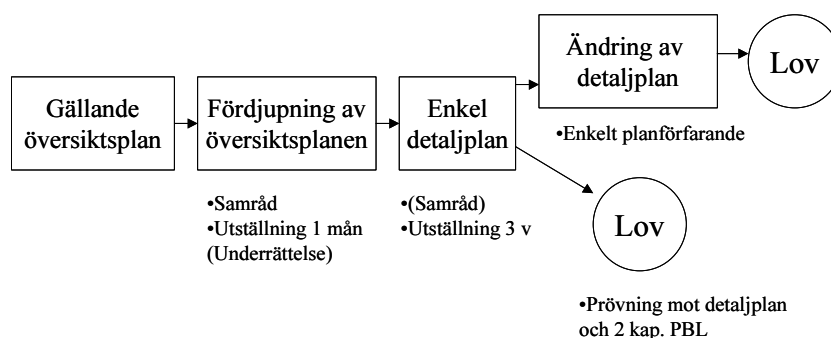 Gällande
översiktsplan
Fördjupning av
översiktsplanen
•Samråd
•Utställning 1 mån
(Underrättelse)
Enkel
detaljplan
•(Samråd)
•Utställning 3 v
Ändring av
detaljplan
•Enkelt planförfarande
Lov
Lov
•Prövning mot detaljplan
och 2 kap. PBL